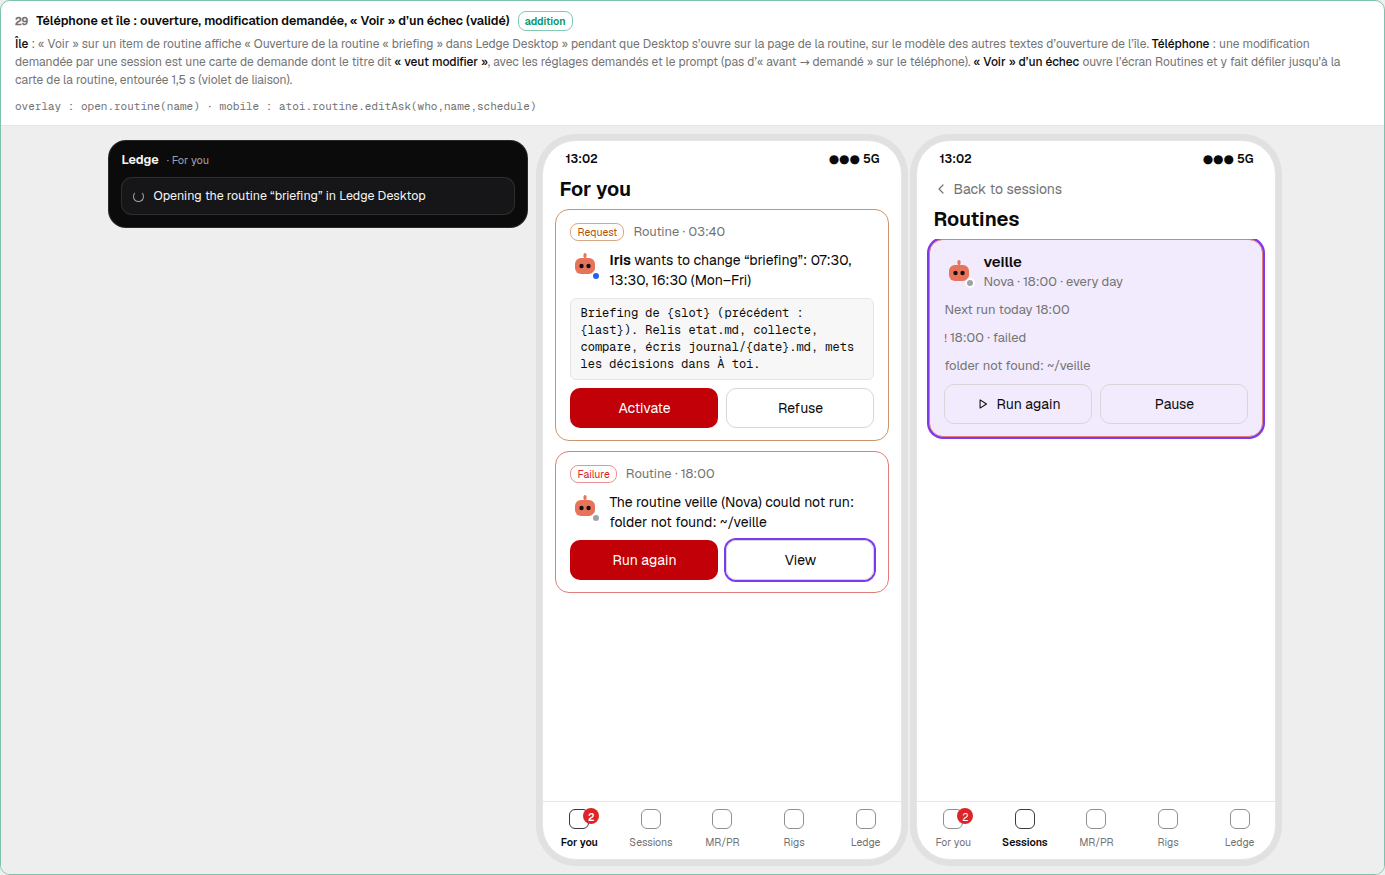 29 Téléphone et île : ouverture, modification demandée, « Voir » d'un échec (validé) addition
Île : « Voir » sur un item de routine affiche « Ouverture de la routine « briefing » dans Ledge Desktop » pendant que Desktop s'ouvre sur la page de la routine, sur le modèle des autres textes d'ouverture de l'île. Téléphone : une modification
demandée par une session est une carte de demande dont le titre dit « veut modifier », avec les réglages demandés et le prompt (pas d'« avant → demandé » sur le téléphone). « Voir » d'un échec ouvre l'écran Routines et y fait défiler jusqu'à la
carte de la routine, entourée 1,5 s (violet de liaison).
overlay : open.routine(name) · mobile : atoi.routine.editAsk(who,name,schedule)
Ledge · For you
Opening the routine “briefing” in Ledge Desktop
13:02
5G
For you
Request Routine · 03:40
Iris wants to change “briefing”: 07:30,
13:30, 16:30 (Mon–Fri)
Briefing de {slot} (précédent :
{last}). Relis etat.md, collecte,
compare, écris journal/{date}.md, mets
les décisions dans À toi.
Activate
Refuse
Failure Routine · 18:00
The routine veille (Nova) could not run:
folder not found: ~/veille
Run again
View
2
For you
Sessions
MR/PR
Rigs
Ledge
13:02
5G
Back to sessions
Routines
veille
Nova · 18:00 · every day
Next run today 18:00
! 18:00 · failed
folder not found: ~/veille
Run again
Pause
2
For you
Sessions
MR/PR
Rigs
Ledge